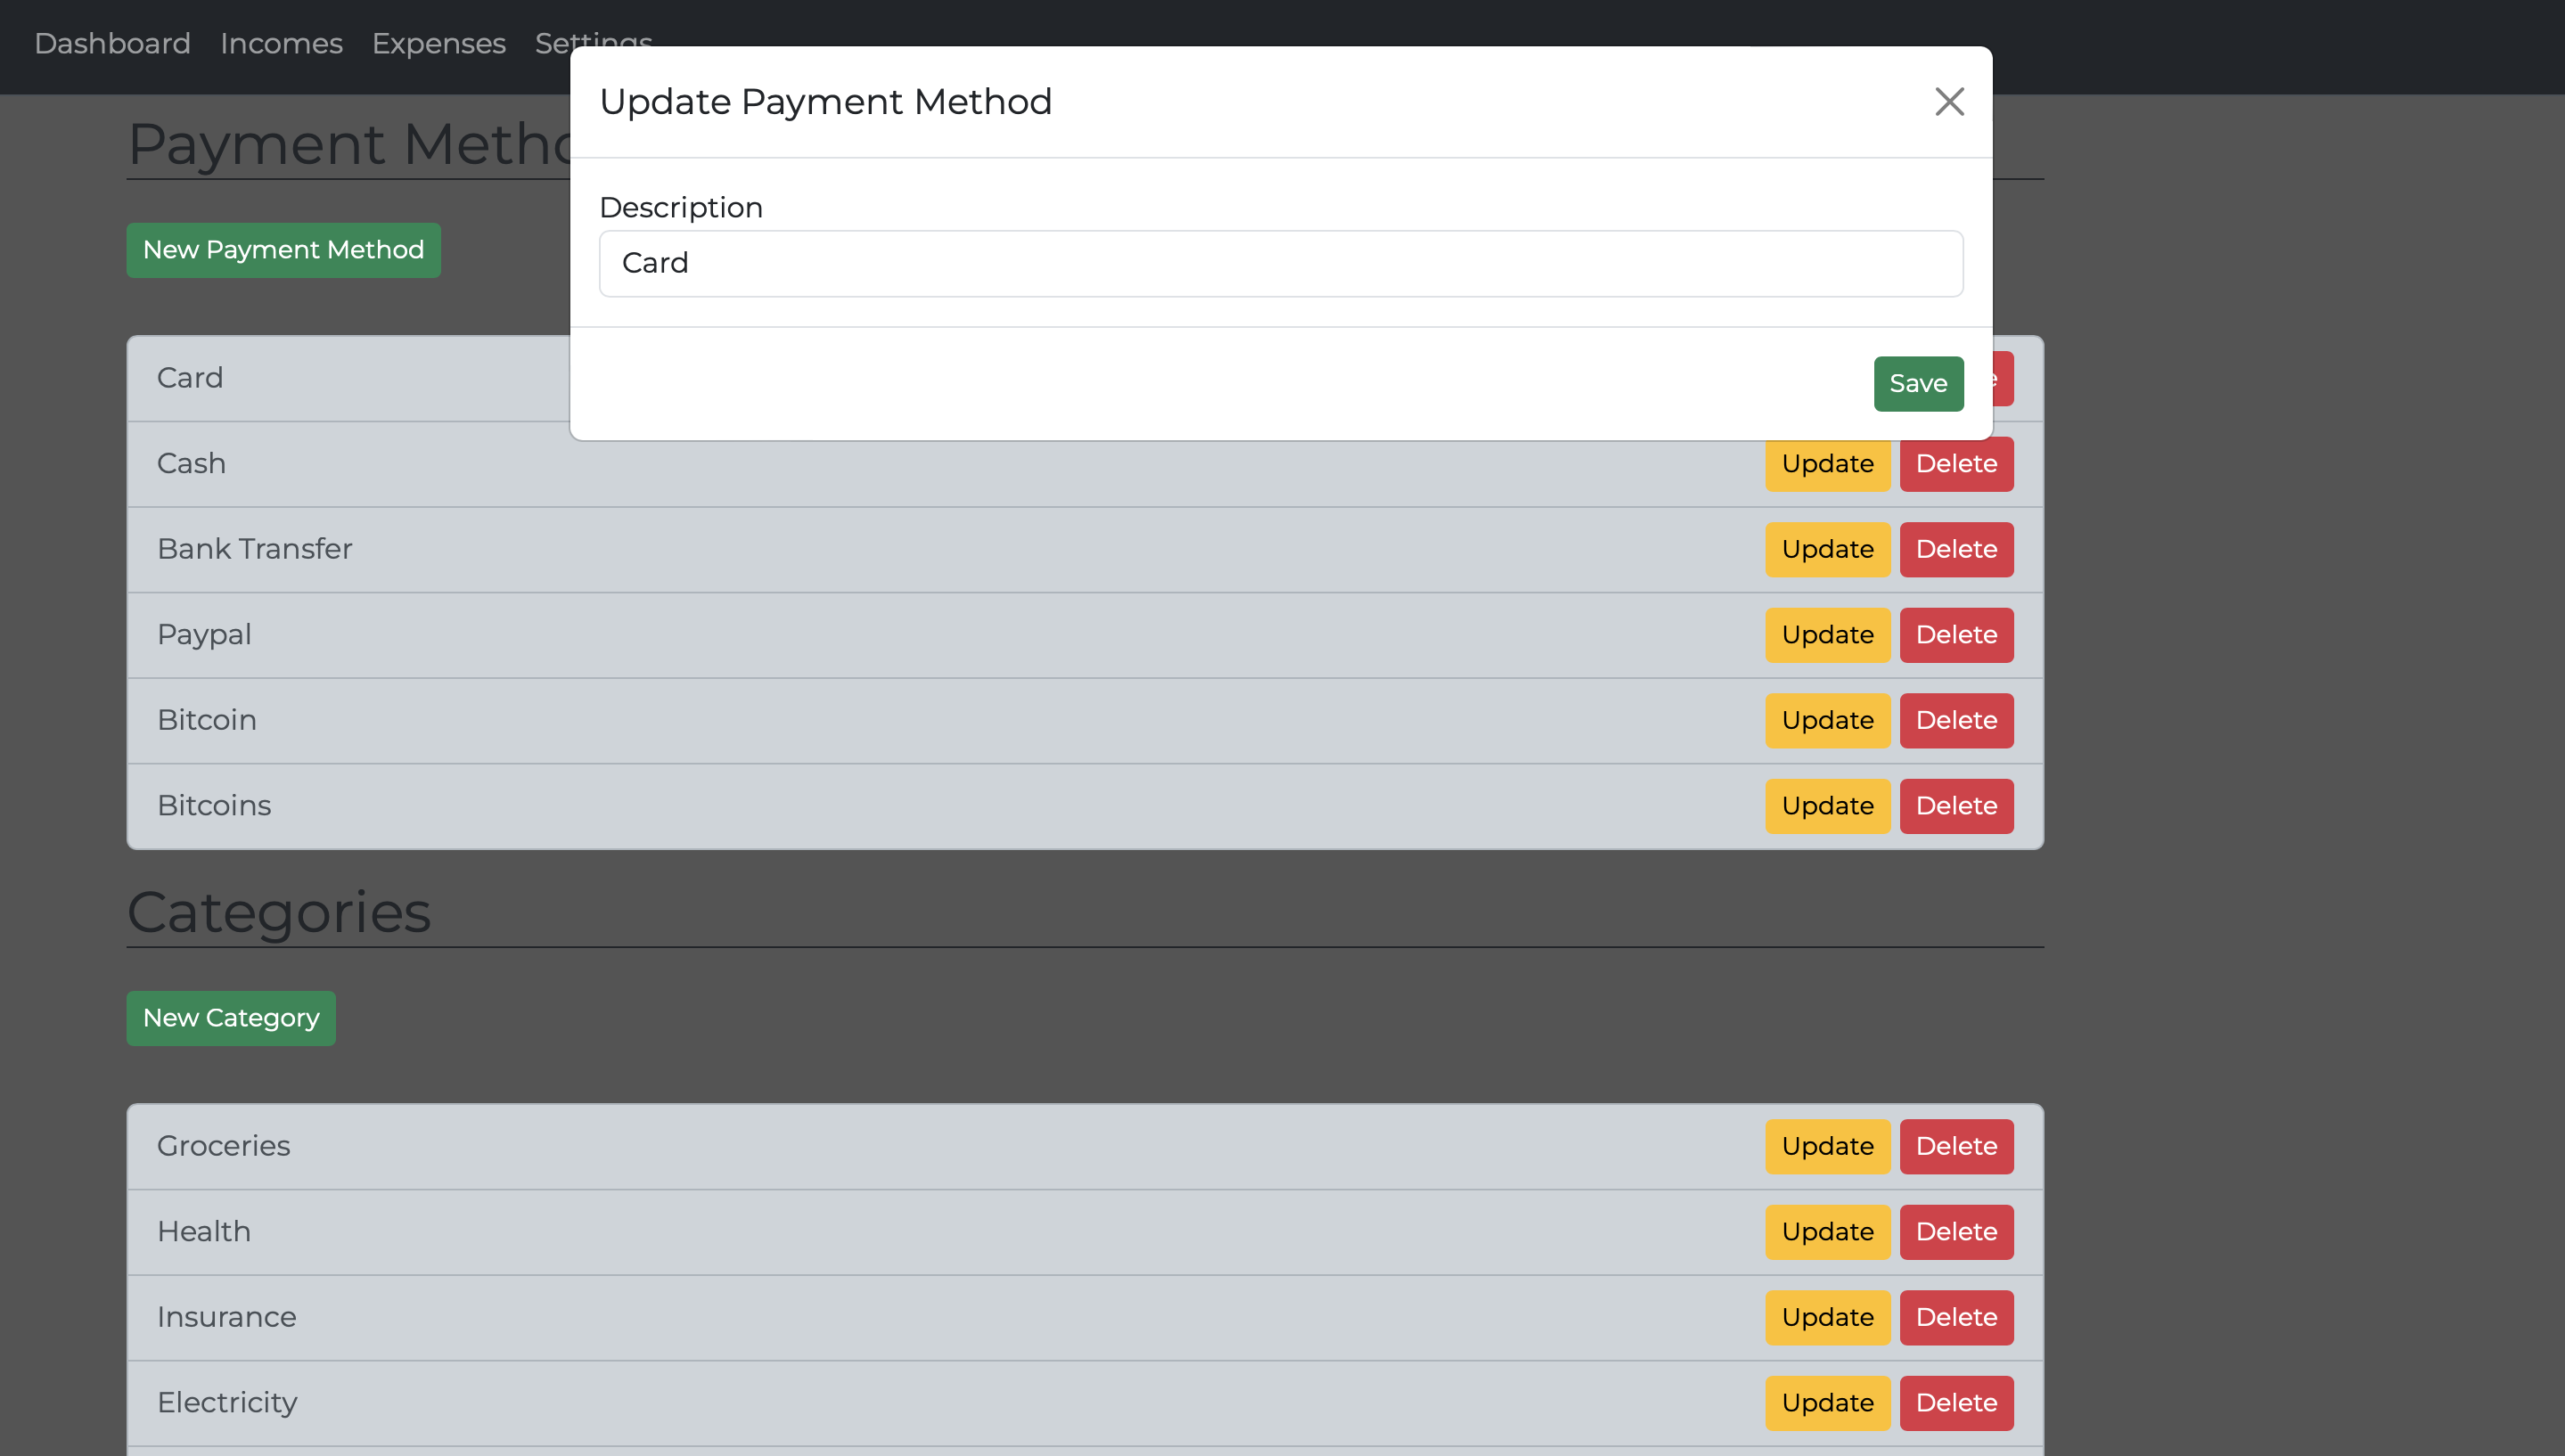 Dashboard Incomes Expenses Settings
Update Payment Method
Payment
New Payment Method
Description
Card
Save
Card
Cash Update Delete
Bank Transfer Update Delete
Paypal Update Delete
Bitcoin Update Delete
Bitcoins Update Delete
Categories
New Category
Groceries Update Delete
Health Update Delete
Insurance Update Delete
Electricity Update Delete